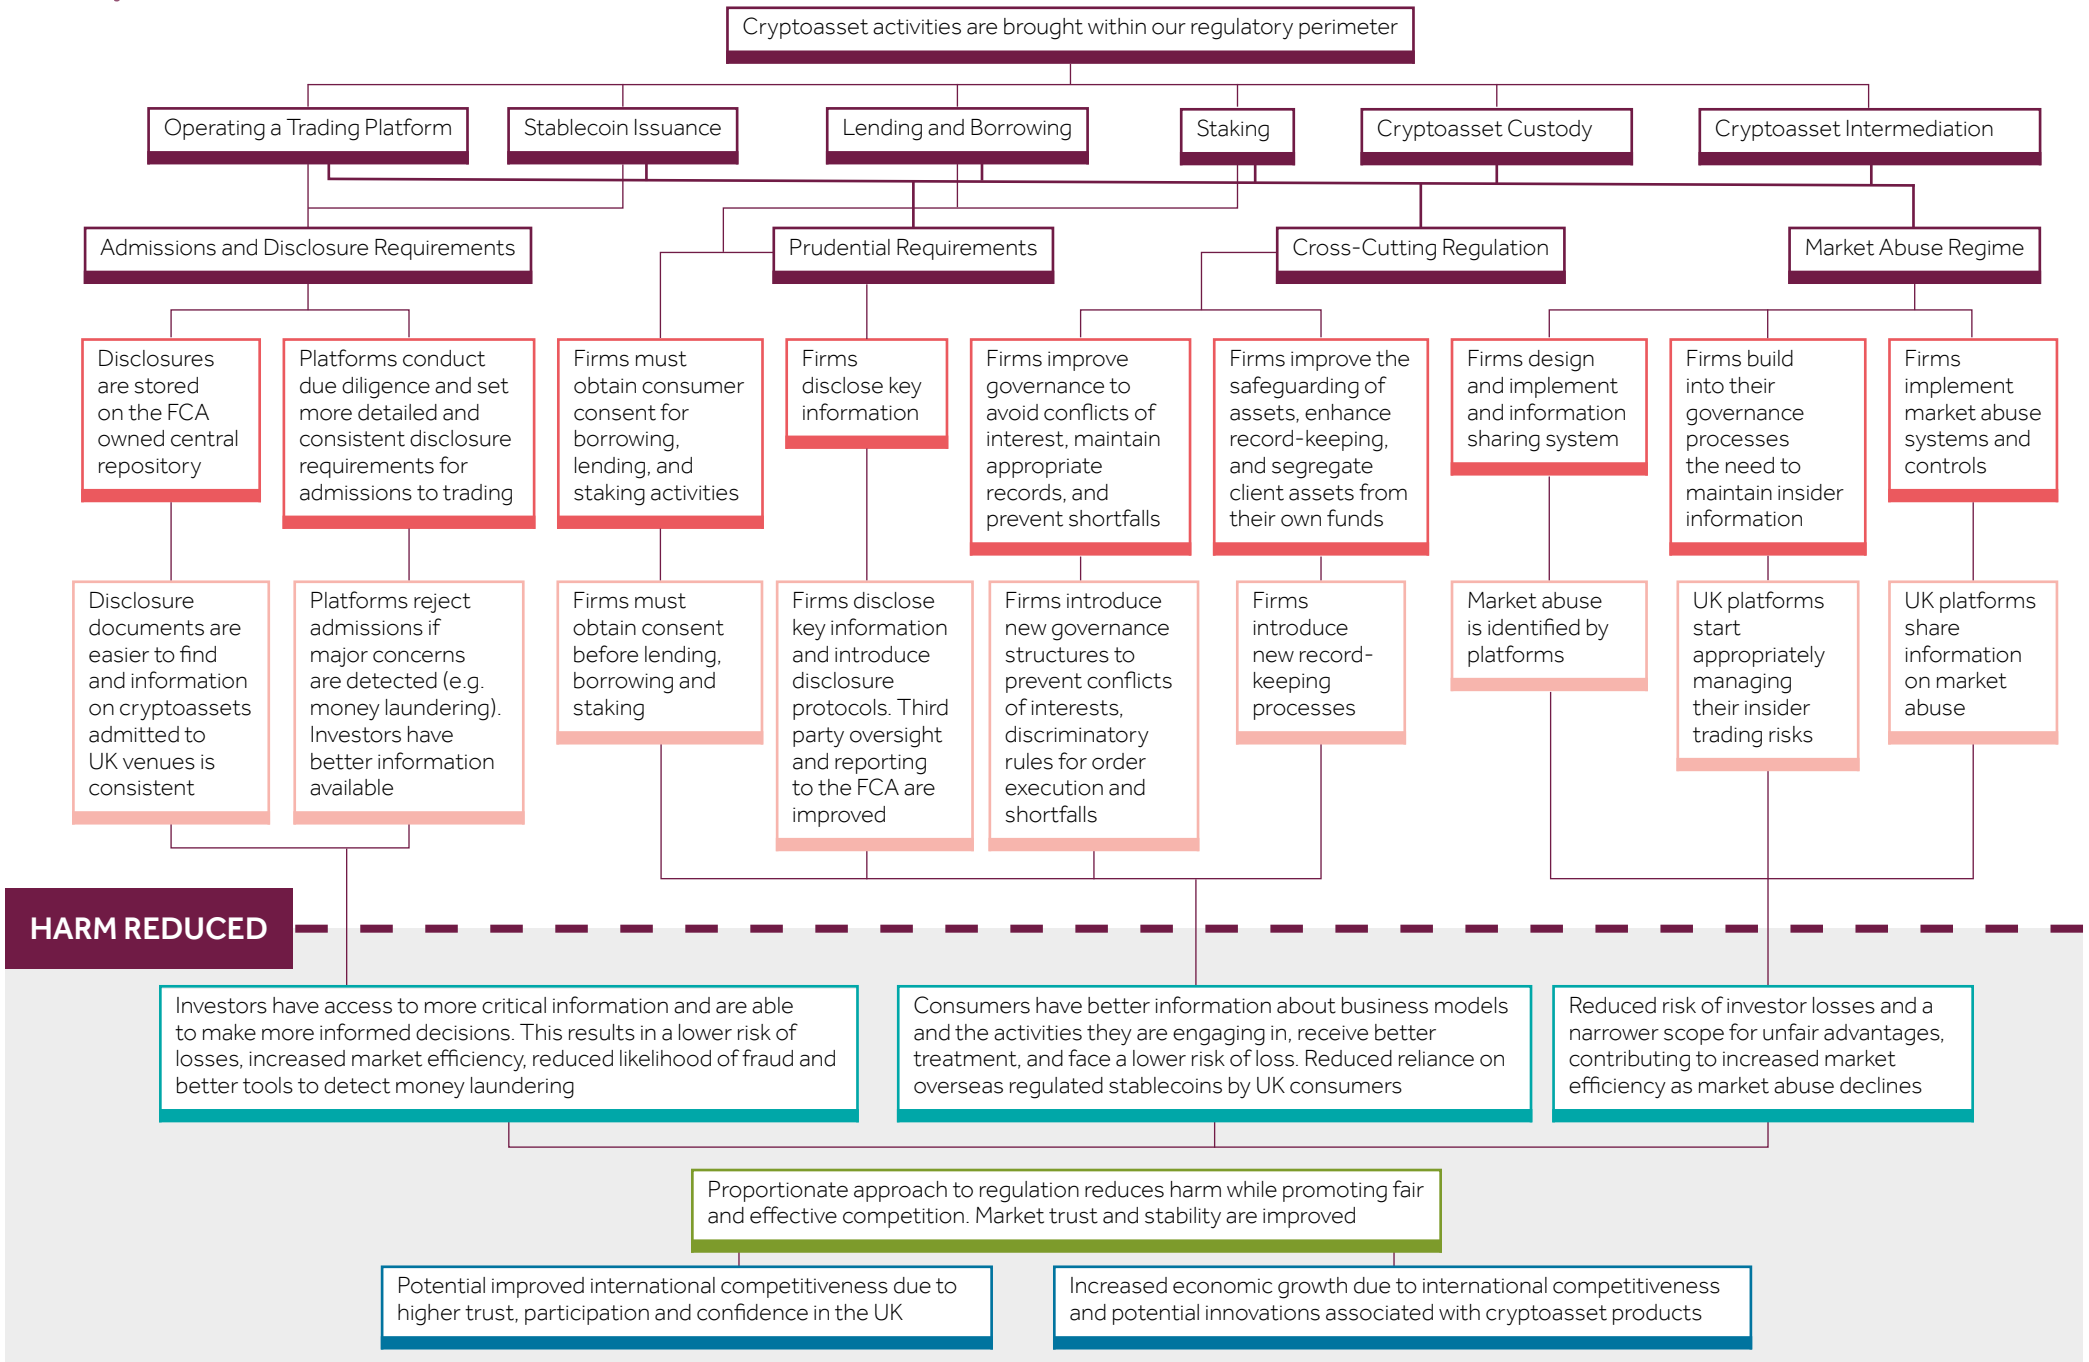 Cryptoasset activities are brought within our regulatory perimeter
Operating a Trading Platform
Stablecoin Issuance
Lending and Borrowing
Staking
Cryptoasset Custody
Cryptoasset Intermediation
Admissions and Disclosure Requirements
Prudential Requirements
Cross-Cutting Regulation
Market Abuse Regime
Disclosures
are stored
on the FCA
owned central
repository
Platforms conduct
due diligence and set
more detailed and
consistent disclosure
requirements for
admissions to trading
Firms must
obtain consumer
consent for
borrowing,
lending, and
staking activities
Firms
disclose key
information
Firms improve
governance to
avoid conflicts of
interest, maintain
appropriate
records, and
prevent shortfalls
Firms improve the
safeguarding of
assets, enhance
record-keeping,
and segregate
client assets from
their own funds
Firms design
and implement
and information
sharing system
Firms build
into their
governance
processes
the need to
maintain insider
information
Firms
implement
market abuse
systems and
controls
Disclosure
documents are
easier to find
and information
on cryptoassets
admitted to
UK venues is
consistent
Platforms reject
admissions if
major concerns
are detected (e.g.
money laundering).
Investors have
better information
available
Firms must
obtain consent
before lending,
borrowing and
staking
Firms disclose
key information
and introduce
disclosure
protocols. Third
party oversight
and reporting
to the FCA are
improved
Firms introduce
new governance
structures to
prevent conflicts
of interests,
discriminatory
rules for order
execution and
shortfalls
Firms
introduce
new record-
keeping
processes
Market abuse
is identified by
platforms
UK platforms
start
appropriately
managing
their insider
trading risks
UK platforms
share
information
on market
abuse
HARM REDUCED
Investors have access to more critical information and are able
to make more informed decisions. This results in a lower risk of
losses, increased market efficiency, reduced likelihood of fraud and
better tools to detect money laundering
Consumers have better information about business models
and the activities they are engaging in, receive better
treatment, and face a lower risk of loss. Reduced reliance on
overseas regulated stablecoins by UK consumers
Reduced risk of investor losses and a
narrower scope for unfair advantages,
contributing to increased market
efficiency as market abuse declines
Proportionate approach to regulation reduces harm while promoting fair
and effective competition. Market trust and stability are improved
Potential improved international competitiveness due to
higher trust, participation and confidence in the UK
Increased economic growth due to international competitiveness
and potential innovations associated with cryptoasset products